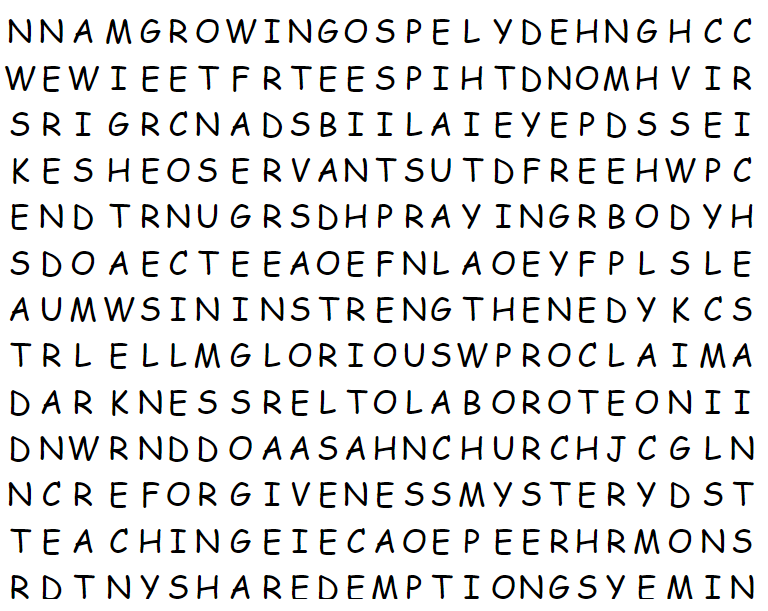 NNAMGROWINGOSPELYDEHNGHCC
WEWIEETFRTEESPIHTDNOMHVIR
SRIGRCNADSBIILAIEYEPDSSEI
KESHEOSERVANTSUTDFREEHWPC
ENDTRNUGRSDHPRAYINGRBODYH
SDOAECTEEAOEFNLAOEYFPLSLE
AUMWSININSTRENGTHENEDYKCS
TRLELLMGLORIOUSWPROCLAIMA
DARKNESSRELTOLABOROTEONII
DNWRNDDOAASAHNCHURCHJCGLN
NCREFORGIVENESSMYSTERYDST
TEACHINGEIECAOEPEERHRMONS
RDTNYSHAREDEMPTIONGSYEMIN